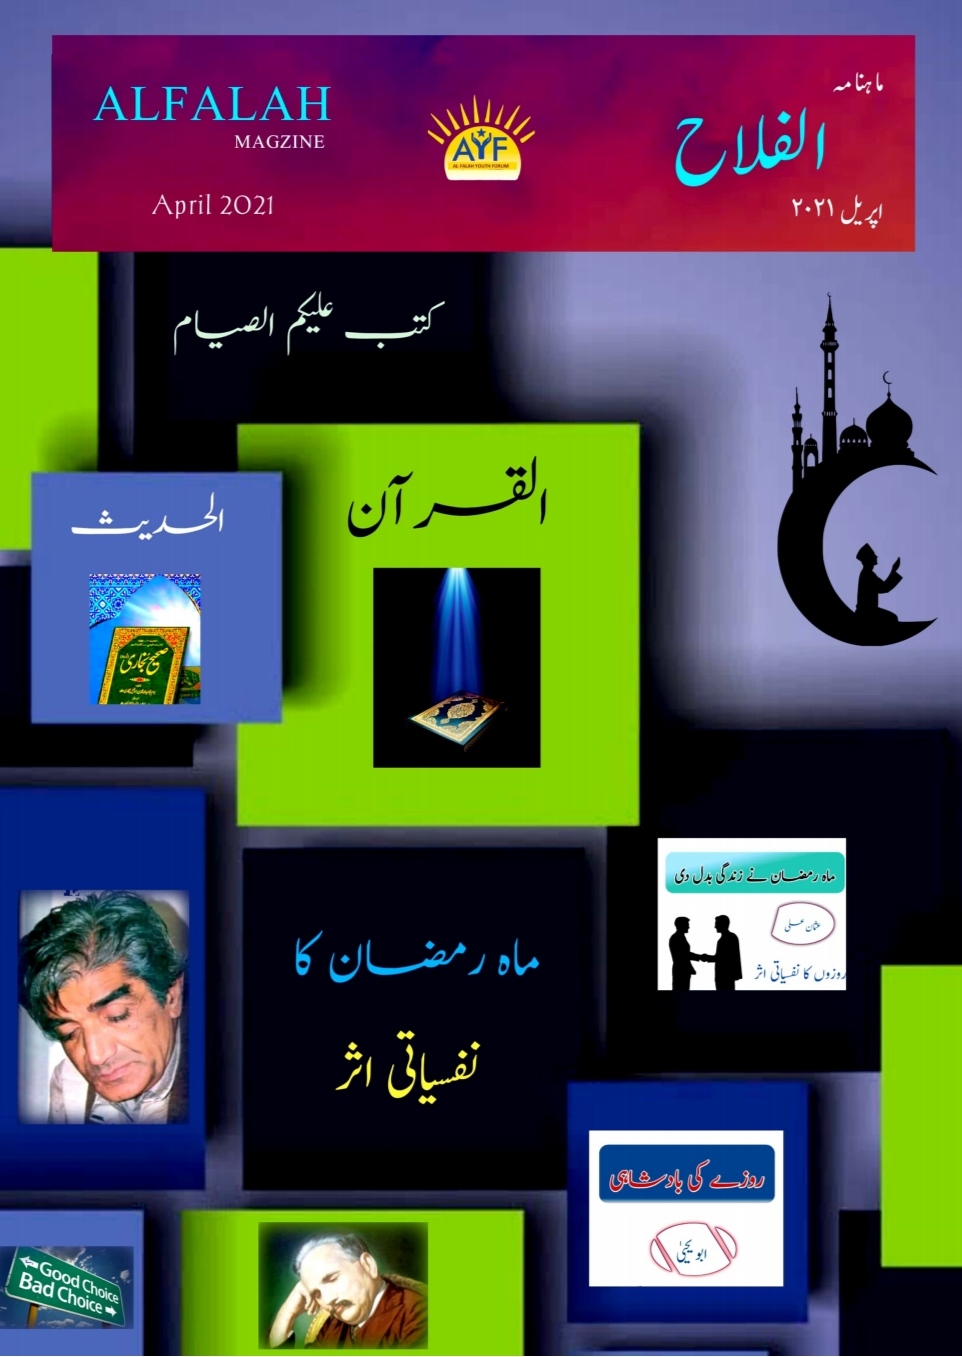 ALFALAH
MAGZINE
April 2021
AYF
AL-FALAH YOUTH FORUM
ماہنامہ
الفلاح
اپریل ۲۰۲۱
کتب علیکم الصیام
القرآن
الحدیث
صحیح بخاری
ماہ رمضان نے زندگی بدل دی
عثمان علی
روزوں کا نفسیاتی اثر
ماہ رمضان کا
نفسیاتی اثر
روزے کی بادشاہی
ابو یحییٰ
Good Choice
Bad Choice